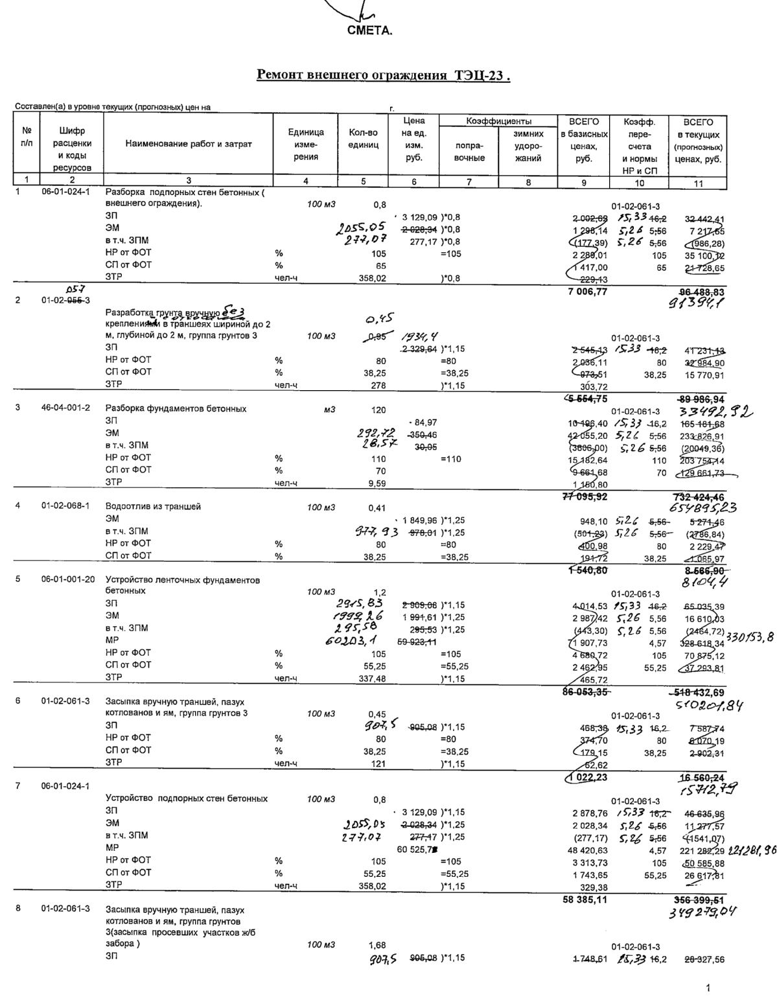 СМЕТА.
Ремонт внешнего ограждения ТЭЦ-23 .
Составлен(а) в уровне текущих (прогнозных) цен на г.
№ п/п | Шифр расценки и коды ресурсов | Наименование работ и затрат | Единица изме- рения | Кол-во единиц | Цена на ед. изм. руб. | Коэффициенты попра- вочные | зимних удоро- жаний | ВСЕГО в базисных ценах, руб. | Коэфф. пере- счета и нормы НР и СП | ВСЕГО в текущих (прогнозных) ценах, руб.
1 2 3 4 5 6 7 8 9 10 11
1 06-01-024-1 Разборка подпорных стен бетонных (
внешнего ограждения). 100 м3 0,8 01-02-061-3
ЗП 3 129,09 )*0,8 2 002,62 15,33 16,2 32 442,41
ЭМ 2055,05 2 028,34 )*0,8 1 298,14 5,26 5,56 7 217,65
в т.ч. ЗПМ 277,07 277,17 )*0,8 (177,39) 5,26 5,56 (986,28)
НР от ФОТ % 105 =105 2 289,01 105 35 100,12
СП от ФОТ % 65 1 417,00 65 21 728,65
ЗТР чел-ч 358,02 )*0,8 229,13
7 006,77 96 488,83
057 91394,1
2 01-02-055-3
Разработка грунта вручную без
креплениями в траншеях шириной до 2 0,45
м, глубиной до 2 м, группа грунтов 3 100 м3 0,95 1934,4 01-02-061-3
ЗП 2 329,64 )*1,15 2 545,13 15,33 16,2 41 231,13
НР от ФОТ % 80 =80 2 036,11 80 32 984,90
СП от ФОТ % 38,25 =38,25 973,51 38,25 15 770,91
ЗТР чел-ч 278 )*1,15 303,72
5 554,75 89 986,94
3 46-04-001-2 Разборка фундаментов бетонных м3 120 01-02-061-3 33492,92
ЗП 84,97 10 196,40 15,33 16,2 165 181,68
ЭМ 292,72 350,46 42 055,20 5,26 5,56 233 826,91
в т.ч. ЗПМ 28,57 30,05 (3606,00) 5,26 5,56 (20049,36)
НР от ФОТ % 110 =110 15 182,64 110 203 754,14
СП от ФОТ % 70 9 661,68 70 129 661,73
ЗТР чел-ч 9,59 1 150,80
77 095,92 732 424,46
4 01-02-068-1 Водоотлив из траншей 100 м3 0,41 654895,23
ЭМ 1 849,96 )*1,25 948,10 5,26 5,56 5 271,46
в т.ч. ЗПМ 977,93 978,01 )*1,25 (501,23) 5,26 5,56 (2786,84)
НР от ФОТ % 80 =80 400,98 80 2 229,47
СП от ФОТ % 38,25 =38,25 191,72 38,25 1 065,97
1 540,80 8 566,90
5 06-01-001-20 Устройство ленточных фундаментов 8104,4
бетонных 100 м3 1,2 01-02-061-3
ЗП 2915,83 2 909,08 )*1,15 4 014,53 15,33 16,2 65 035,39
ЭМ 1999,26 1 991,61 )*1,25 2 987,42 5,26 5,56 16 610,03
в т.ч. ЗПМ 295,58 295,53 )*1,25 (443,30) 5,26 5,56 (2464,72)
МР 60203,1 59 923,11 71 907,73 4,57 328 618,34 330153,8
НР от ФОТ % 105 =105 4 680,72 105 70 875,12
СП от ФОТ % 55,25 =55,25 2 462,95 55,25 37 293,81
ЗТР чел-ч 337,48 )*1,15 465,72
86 053,35 518 432,69
6 01-02-061-3 Засыпка вручную траншей, пазух 510201,84
котлованов и ям, группа грунтов 3 100 м3 0,45 01-02-061-3
ЗП 907,5 905,08 )*1,15 468,38 15,33 16,2 7 587,74
НР от ФОТ % 80 =80 374,70 80 6 070,19
СП от ФОТ % 38,25 =38,25 179,15 38,25 2 902,31
ЗТР чел-ч 121 )*1,15 62,62
1 022,23 16 560,24
7 06-01-024-1 15712,79
Устройство подпорных стен бетонных 100 м3 0,8 01-02-061-3
ЗП 3 129,09 )*1,15 2 878,76 15,33 16,2 46 635,96
ЭМ 2055,05 2 028,34 )*1,25 2 028,34 5,26 5,56 11 277,57
в т.ч. ЗПМ 277,07 277,17 )*1,25 (277,17) 5,26 5,56 (1541,07)
МР 60 525,7 48 420,63 4,57 221 282,29 221281,96
НР от ФОТ % 105 =105 3 313,73 105 50 585,88
СП от ФОТ % 55,25 =55,25 1 743,65 55,25 26 617,81
ЗТР чел-ч 358,02 )*1,15 329,38
58 385,11 356 399,51
8 01-02-061-3 Засыпка вручную траншей, пазух 349279,04
котлованов и ям, группа грунтов
3(засыпка просевших участков ж/б
забора ) 100 м3 1,68 01-02-061-3
ЗП 907,5 905,08 )*1,15 1 748,61 15,33 16,2 28 327,56
1